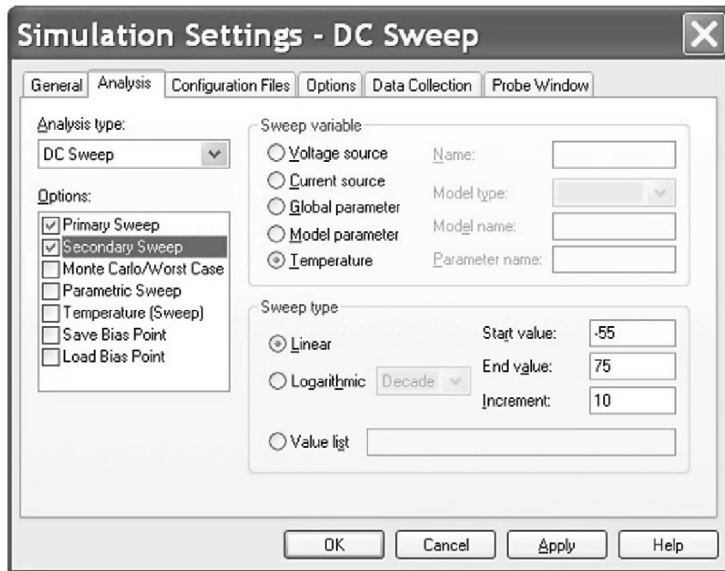 Simulation Settings - DC Sweep
General Analysis Configuration Files Options Data Collection Probe Window
Analysis type:
DC Sweep
Options:
Primary Sweep
Secondary Sweep
Monte Carlo/Worst Case
Parametric Sweep
Temperature (Sweep)
Save Bias Point
Load Bias Point
Sweep variable
Voltage source
Current source
Global parameter
Model parameter
Temperature
Name:
Model type:
Model name:
Parameter name:
Sweep type
Linear
Logarithmic Decade
Value list
Start value: -55
End value: 75
Increment: 10
OK Cancel Apply Help